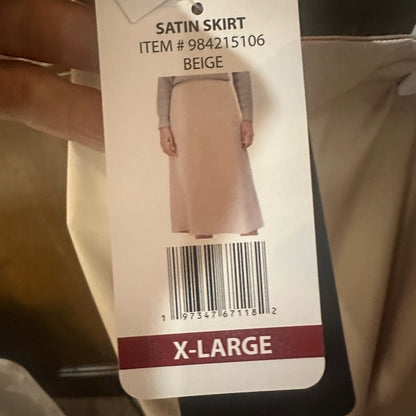 SATIN SKIRT
ITEM # 984215106
BEIGE
1 97347 67118 2
X-LARGE